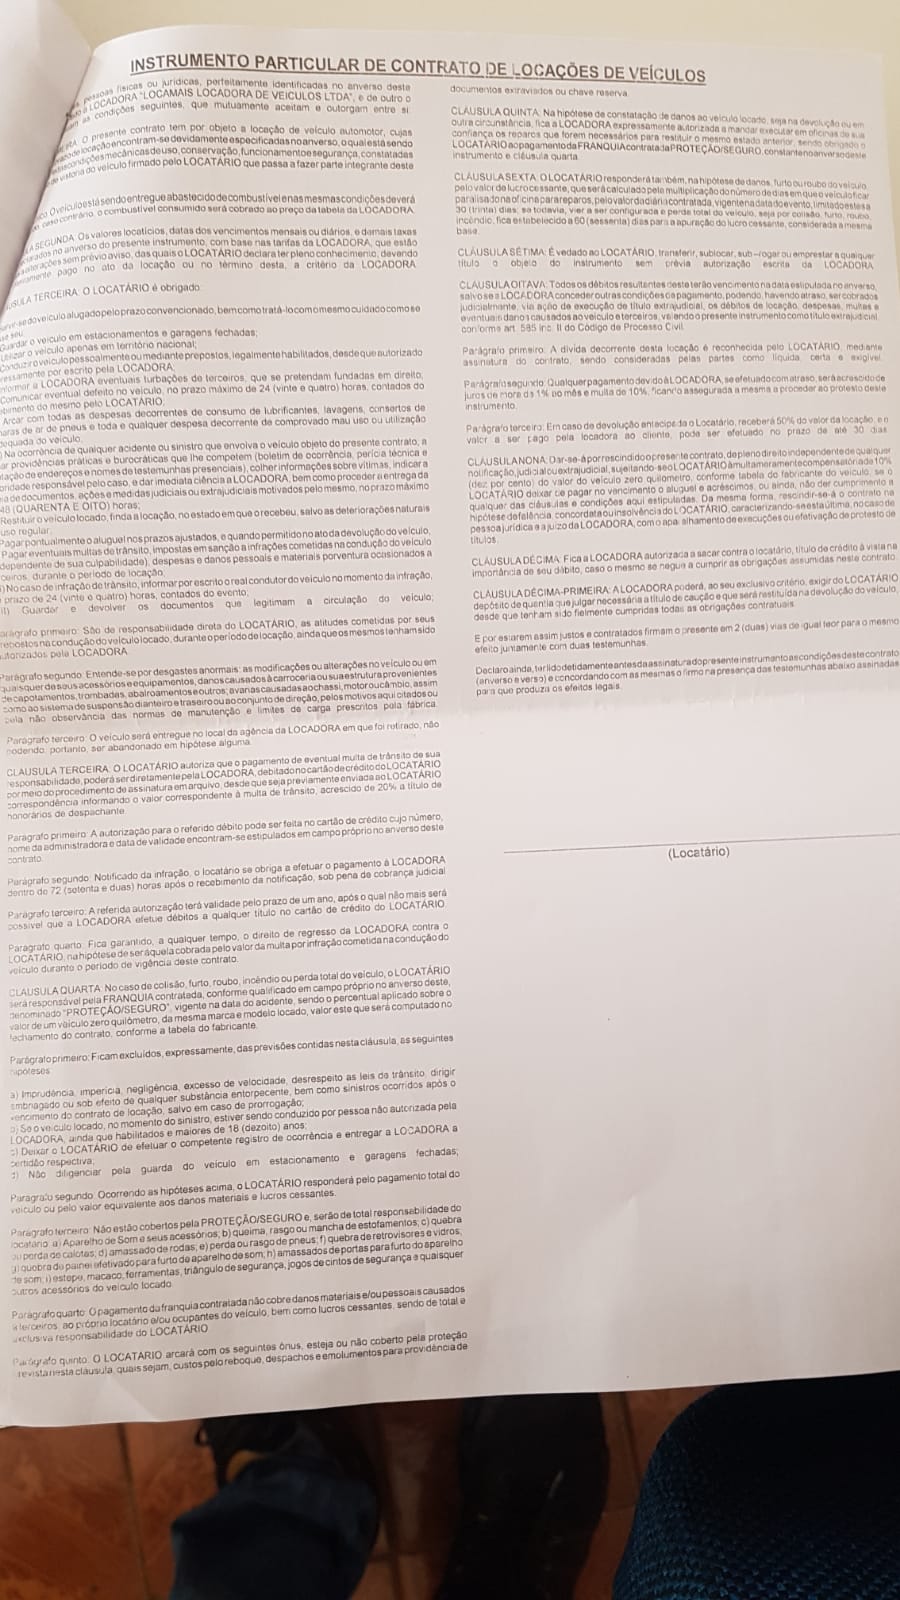 INSTRUMENTO PARTICULAR DE CONTRATO DE LOCAÇÕES DE VEÍCULOS
pessoas físicas ou jurídicas, perfeitamente identificadas no anverso deste
a LOCADORA "LOCAMAIS LOCADORA DE VEICULOS LTDA", e de outro o
as condições seguintes, que mutuamente aceitam e outorgam entre si:
O presente contrato tem por objeto a locação de veículo automotor, cujas
de locação encontram-se devidamente especificadas no anverso, o qual está sendo
condições mecânicas de uso, conservação, funcionamento e segurança, constatadas
de vistoria do veículo firmado pelo LOCATÁRIO que passa a fazer parte integrante deste
O veículo está sendo entregue abastecido de combustível e nas mesmas condições deverá
caso contrário, o combustível consumido será cobrado ao preço da tabela da LOCADORA.
SEGUNDA: Os valores locatícios, datas dos vencimentos mensais ou diários, e demais taxas
no anverso do presente instrumento, com base nas tarifas da LOCADORA, que estão
alterações sem prévio aviso, das quais o LOCATÁRIO declara ter pleno conhecimento, devendo
pago no ato da locação ou no término desta, a critério da LOCADORA.
TERCEIRA: O LOCATÁRIO é obrigado:
do veículo alugado pelo prazo convencionado, bem como tratá-lo como mesmo cuidado como se
seu;
Guardar o veículo em estacionamentos e garagens fechadas;
Utilizar o veículo apenas em território nacional;
Conduzir o veículo pessoalmente ou mediante prepostos, legalmente habilitados, desde que autorizado
expressamente por escrito pela LOCADORA;
Informar a LOCADORA eventuais turbações de terceiros, que se pretendam fundadas em direito;
Comunicar eventual defeito no veículo, no prazo máximo de 24 (vinte e quatro) horas, contados do
recebimento do mesmo pelo LOCATÁRIO;
Arcar com todas as despesas decorrentes de consumo de lubrificantes, lavagens, consertos de
câmaras de ar de pneus e toda e qualquer despesa decorrente de comprovado mau uso ou utilização
inadequada do veículo.
Na ocorrência de qualquer acidente ou sinistro que envolva o veículo objeto do presente contrato, a
providências práticas e burocráticas que lhe competem (boletim de ocorrência, perícia técnica e
de endereços e nomes de testemunhas presenciais), colher informações sobre vítimas, indicar a
responsável pelo caso, e dar imediata ciência a LOCADORA, bem como proceder a entrega da
de documentos, ações e medidas judiciais ou extrajudiciais motivados pelo mesmo, no prazo máximo
48 (QUARENTA E OITO) horas;
Restituir o veículo locado, finda a locação, no estado em que o recebeu, salvo as deteriorações naturais
uso regular;
Pagar pontualmente o aluguel nos prazos ajustados, e quando permitido no ato da devolução do veículo;
Pagar eventuais multas de trânsito, impostas em sanção a infrações cometidas na condução do veículo
(independente de sua culpabilidade), despesas e danos pessoais e materiais porventura ocasionados a
terceiros, durante o período de locação;
No caso de infração de trânsito, informar por escrito o real condutor do veículo no momento da infração,
prazo de 24 (vinte e quatro) horas, contados do evento;
Guardar e devolver os documentos que legitimam a circulação do veículo;
Parágrafo primeiro: São de responsabilidade direta do LOCATÁRIO, as atitudes cometidas por seus
prepostos na condução do veículo locado, durante o período de locação, ainda que os mesmos tenham sido
autorizados pela LOCADORA.
Parágrafo segundo: Entende-se por desgastes anormais: as modificações ou alterações no veículo ou em
quaisquer de seus acessórios e equipamentos, danos causados à carroceria ou sua estrutura provenientes
de capotamentos, trombadas, abalroamentos e outros; avarias causadas ao chassi, motor ou câmbio, assim
como ao sistema de suspensão dianteiro e traseiro ou ao conjunto de direção, pelos motivos aqui citados ou
pela não observância das normas de manutenção e limites de carga prescritos pela fábrica.
Parágrafo terceiro: O veículo será entregue no local da agência da LOCADORA em que foi retirado, não
podendo, portanto, ser abandonado em hipótese alguma.
CLÁUSULA TERCEIRA: O LOCATÁRIO autoriza que o pagamento de eventual multa de trânsito de sua
responsabilidade, poderá ser diretamente pela LOCADORA, debitado no cartão de crédito do LOCATÁRIO
por meio do procedimento de assinatura em arquivo, desde que seja previamente enviada ao LOCATÁRIO
correspondência informando o valor correspondente à multa de trânsito, acrescido de 20% a título de
honorários de despachante.
Parágrafo primeiro: A autorização para o referido débito pode ser feita no cartão de crédito cujo número,
nome da administradora e data de validade encontram-se estipulados em campo próprio no anverso deste
contrato.
Parágrafo segundo: Notificado da infração, o locatário se obriga a efetuar o pagamento à LOCADORA
dentro de 72 (setenta e duas) horas após o recebimento da notificação, sob pena de cobrança judicial.
Parágrafo terceiro: A referida autorização terá validade pelo prazo de um ano, após o qual não mais será
possível que a LOCADORA efetue débitos a qualquer título no cartão de crédito do LOCATÁRIO.
Parágrafo quarto: Fica garantido, a qualquer tempo, o direito de regresso da LOCADORA contra o
LOCATÁRIO, na hipótese de ser àquela cobrada pelo valor da multa por infração cometida na condução do
veículo durante o período de vigência deste contrato.
CLAUSULA QUARTA: No caso de colisão, furto, roubo, incêndio ou perda total do veículo, o LOCATÁRIO
será responsável pela FRANQUIA contratada, conforme qualificado em campo próprio no anverso deste,
denominado "PROTEÇÃO/SEGURO", vigente na data do acidente, sendo o percentual aplicado sobre o
valor de um veículo zero quilômetro, da mesma marca e modelo locado, valor este que será computado no
fechamento do contrato, conforme a tabela do fabricante.
Parágrafo primeiro: Ficam excluídos, expressamente, das previsões contidas nesta cláusula, as seguintes
hipóteses:
a) Imprudência, imperícia, negligência, excesso de velocidade, desrespeito as leis de trânsito, dirigir
embriagado ou sob efeito de qualquer substância entorpecente, bem como sinistros ocorridos após o
vencimento do contrato de locação, salvo em caso de prorrogação;
b) Se o veículo locado, no momento do sinistro, estiver sendo conduzido por pessoa não autorizada pela
LOCADORA, ainda que habilitados e maiores de 18 (dezoito) anos;
c) Deixar o LOCATÁRIO de efetuar o competente registro de ocorrência e entregar a LOCADORA a
certidão respectiva;
d) Não diligenciar pela guarda do veículo em estacionamento e garagens fechadas;
Parágrafo segundo: Ocorrendo as hipóteses acima, o LOCATÁRIO responderá pelo pagamento total do
veículo ou pelo valor equivalente aos danos materiais e lucros cessantes.
Parágrafo terceiro: Não estão cobertos pela PROTEÇÃO/SEGURO e, serão de total responsabilidade do
locatário: a) Aparelho de Som e seus acessórios; b) queima, rasgo ou mancha de estofamentos; c) quebra
ou perda de calotas; d) amassado de rodas; e) perda ou rasgo de pneus; f) quebra de retrovisores e vidros,
g) quebra do painel efetivado para furto de aparelho de som; h) amassados de portas para furto do aparelho
de som; i) estepe, macaco, ferramentas, triângulo de segurança, jogos de cintos de segurança e quaisquer
outros acessórios do veículo locado.
Parágrafo quarto: O pagamento da franquia contratada não cobre danos materiais e/ou pessoais causados
a terceiros, ao próprio locatário e/ou ocupantes do veículo, bem como lucros cessantes, sendo de total e
exclusiva responsabilidade do LOCATÁRIO.
Parágrafo quinto: O LOCATÁRIO arcará com os seguintes ônus, esteja ou não coberto pela proteção
revista nesta cláusula, quais sejam, custos pelo reboque, despachos e emolumentos para providência de
documentos extraviados ou chave reserva.
CLÁUSULA QUINTA: Na hipótese de constatação de danos ao veículo locado, seja na devolução ou em
outra circunstância, fica a LOCADORA expressamente autorizada a mandar executar em oficinas de sua
confiança os reparos que forem necessários para restituir o mesmo estado anterior, sendo obrigado o
LOCATÁRIO ao pagamento da FRANQUIA contratada PROTEÇÃO/SEGURO, constante no anverso deste
instrumento e cláusula quarta.
CLÁUSULA SEXTA: O LOCATÁRIO responderá também, na hipótese de danos, furto ou roubo do veículo,
pelo valor de lucro cessante, que será calculado pela multiplicação do número de dias em que o veículo ficar
paralisado na oficina para reparos, pelo valor da diária contratada, vigente na data do evento, limitado estes a
30 (trinta) dias; se todavia, vier a ser configurada e perda total do veículo, seja por colisão, furto, roubo,
incêndio, fica estabelecido a 60 (sessenta) dias para a apuração do lucro cessante, considerada a mesma
base.
CLÁUSULA SÉTIMA: É vedado ao LOCATÁRIO, transferir, sublocar, sub-rogar ou emprestar a qualquer
título o objeto do instrumento sem prévia autorização escrita da LOCADORA
CLÁUSULA OITAVA: Todos os débitos resultantes deste terão vencimento na data estipulada no anverso,
salvo se a LOCADORA conceder outras condições de pagamento, podendo, havendo atraso, ser cobrados
judicialmente, via ação de execução de título extrajudicial, os débitos de locação, despesas, multas e
eventuais danos causados ao veículo e terceiros, valendo o presente instrumento como título extrajudicial,
conforme art. 585 inc. II do Código de Processo Civil.
Parágrafo primeiro: A dívida decorrente desta locação é reconhecida pelo LOCATÁRIO, mediante
assinatura do contrato, sendo consideradas pelas partes como líquida, certa e exigível.
Parágrafo segundo: Qualquer pagamento devido à LOCADORA, se efetuado com atraso, será acrescido de
juros de mora de 1% ao mês e multa de 10%, ficando assegurada a mesma a proceder ao protesto deste
instrumento.
Parágrafo terceiro: Em caso de devolução antecipada o Locatário, receberá 50% do valor da locação, e o
valor a ser pago pela locadora ao cliente, pode ser efetuado no prazo de até 30 dias.
CLÁUSULA NONA: Dar-se-á por rescindido o presente contrato, de pleno direito independente de qualquer
notificação, judicial ou extrajudicial, sujeitando-se o LOCATÁRIO à multa meramente compensatória de 10%
(dez por cento) do valor do veículo zero quilometro, conforme tabela do fabricante do veículo, se o
LOCATÁRIO deixar de pagar no vencimento o aluguel e acréscimos, ou ainda, não der cumprimento a
qualquer das cláusulas e condições aqui estipuladas. Da mesma forma, rescindir-se-á o contrato na
hipótese de falência, concordata ou insolvência do LOCATÁRIO, caracterizando-se nesta última, no caso de
pessoa jurídica e a juízo da LOCADORA, com o apalhamento de execuções ou efetivação de protesto de
títulos.
CLÁUSULA DÉCIMA: Fica a LOCADORA autorizada a sacar contra o locatário, título de crédito à vista na
importância de seu débito, caso o mesmo se negue a cumprir as obrigações assumidas neste contrato.
CLÁUSULA DÉCIMA-PRIMEIRA: A LOCADORA poderá, ao seu exclusivo critério, exigir do LOCATÁRIO
depósito de quantia que julgar necessária a título de caução e que será restituída na devolução do veículo,
desde que tenham sido fielmente cumpridas todas as obrigações contratuais.
E por estarem assim justos e contratados firmam o presente em 2 (duas) vias de igual teor para o mesmo
efeito juntamente com duas testemunhas.
Declaro ainda, ter lido detidamente antes da assinatura do presente instrumento as condições deste contrato
(anverso e verso) e concordando com as mesmas o firmo na presença das testemunhas abaixo assinadas
para que produza os efeitos legais.
(Locatário)